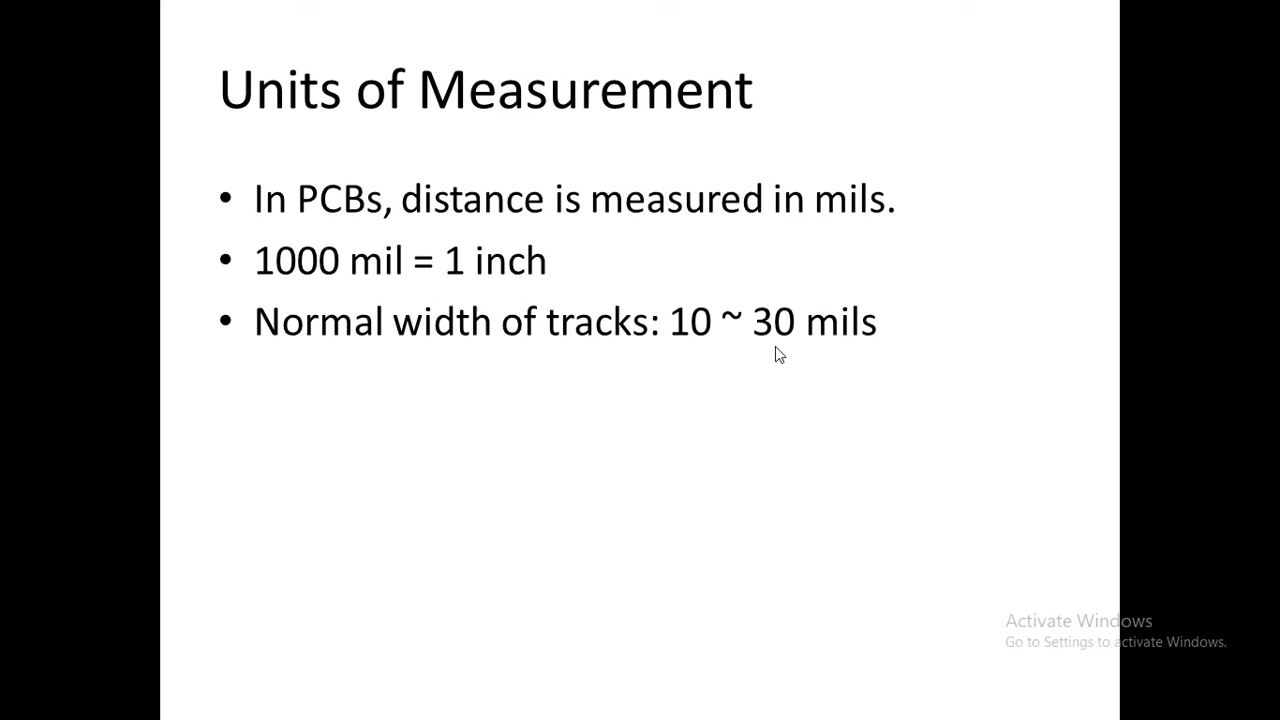 Units of Measurement
• In PCBs, distance is measured in mils.
• 1000 mil = 1 inch
• Normal width of tracks: 10 ~ 30 mils
Activate Windows
Go to Settings to activate Windows.